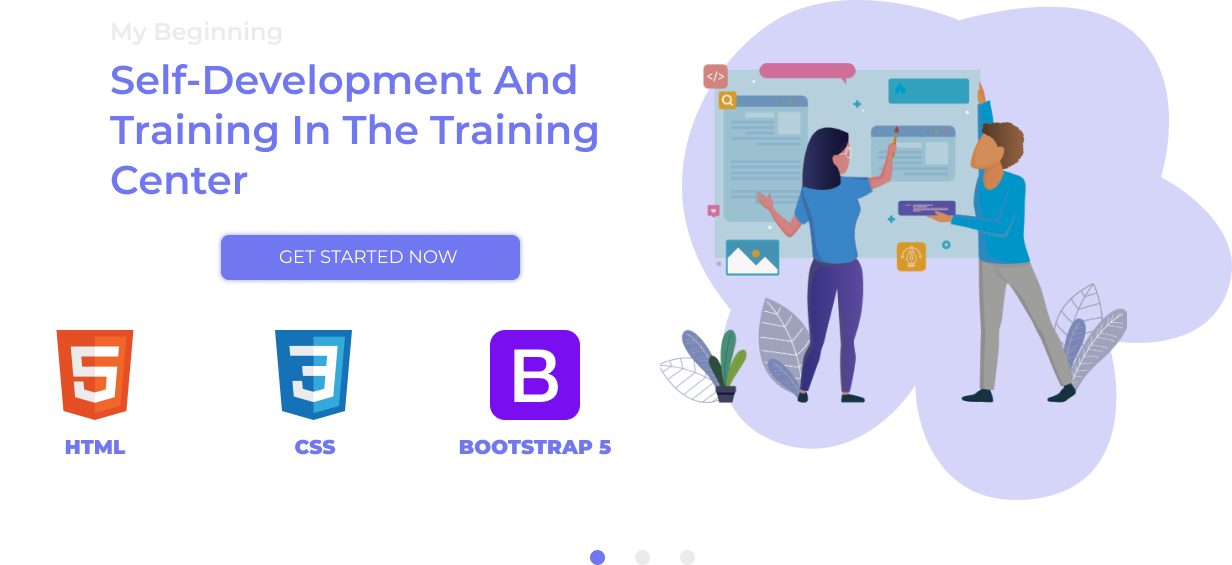 My Beginning
Self-Development And
Training In The Training
Center
GET STARTED NOW
</>
5
3
B
HTML
CSS
BOOTSTRAP 5